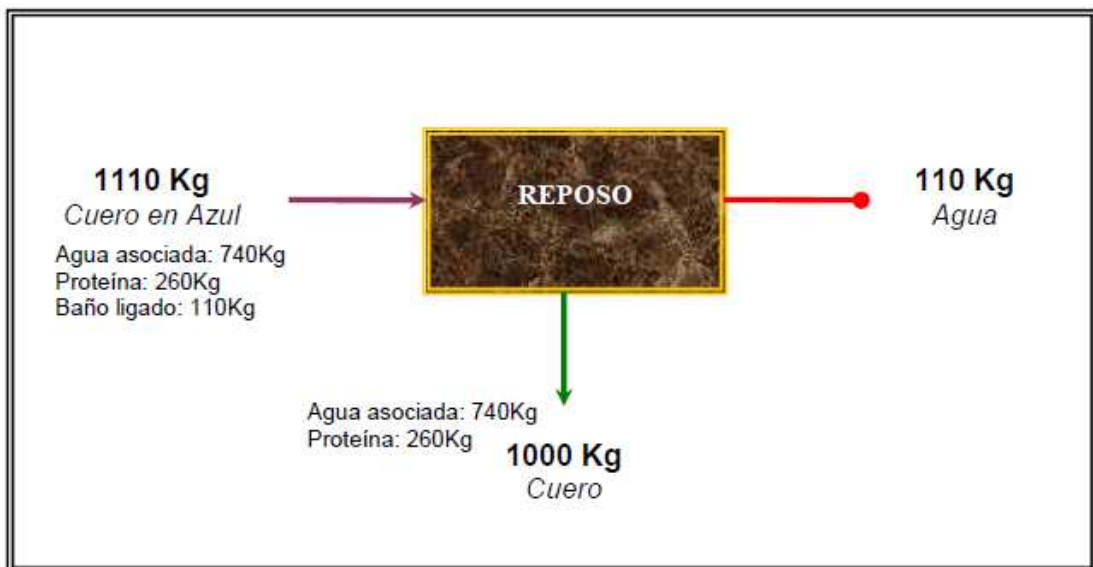 1110 Kg
Cuero en Azul
Agua asociada: 740Kg
Proteína: 260Kg
Baño ligado: 110Kg
REPOSO
110 Kg
Agua
Agua asociada: 740Kg
Proteína: 260Kg
1000 Kg
Cuero